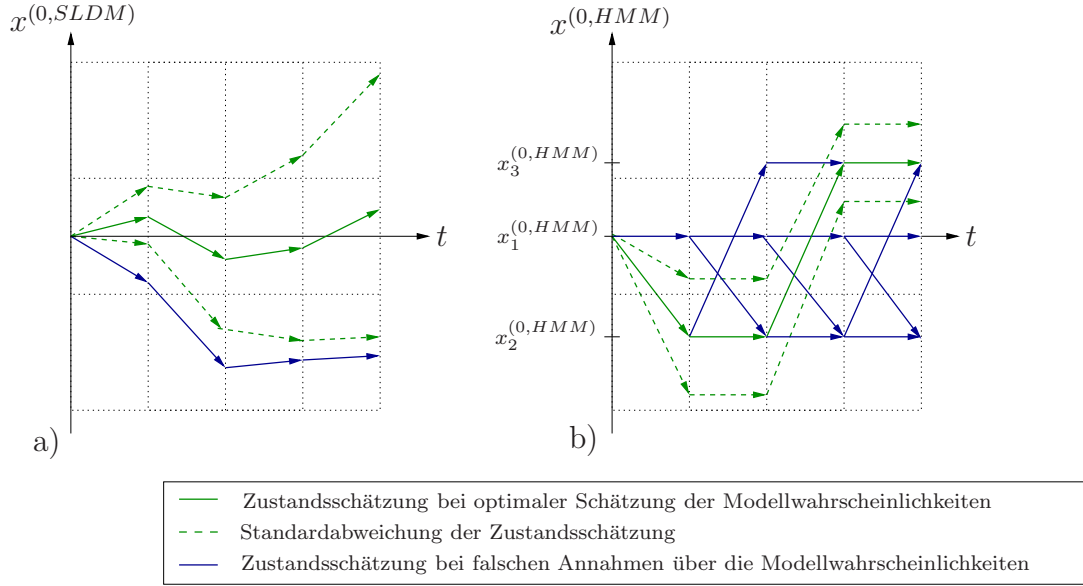 x^{(0,SLDM)}
t
a)
x^{(0,HMM)}
x_3^{(0,HMM)}
x_1^{(0,HMM)}
x_2^{(0,HMM)}
t
b)
Zustandsschätzung bei optimaler Schätzung der Modellwahrscheinlichkeiten
Standardabweichung der Zustandsschätzung
Zustandsschätzung bei falschen Annahmen über die Modellwahrscheinlichkeiten